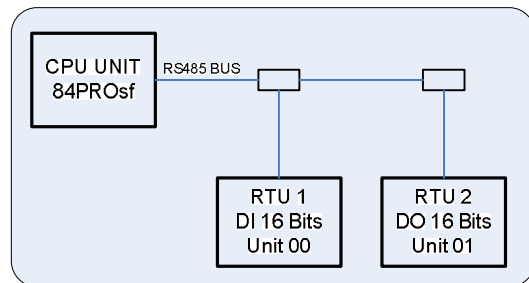 CPU UNIT
84PROsf
RS485 BUS
RTU 1
DI 16 Bits
Unit 00
RTU 2
DO 16 Bits
Unit 01